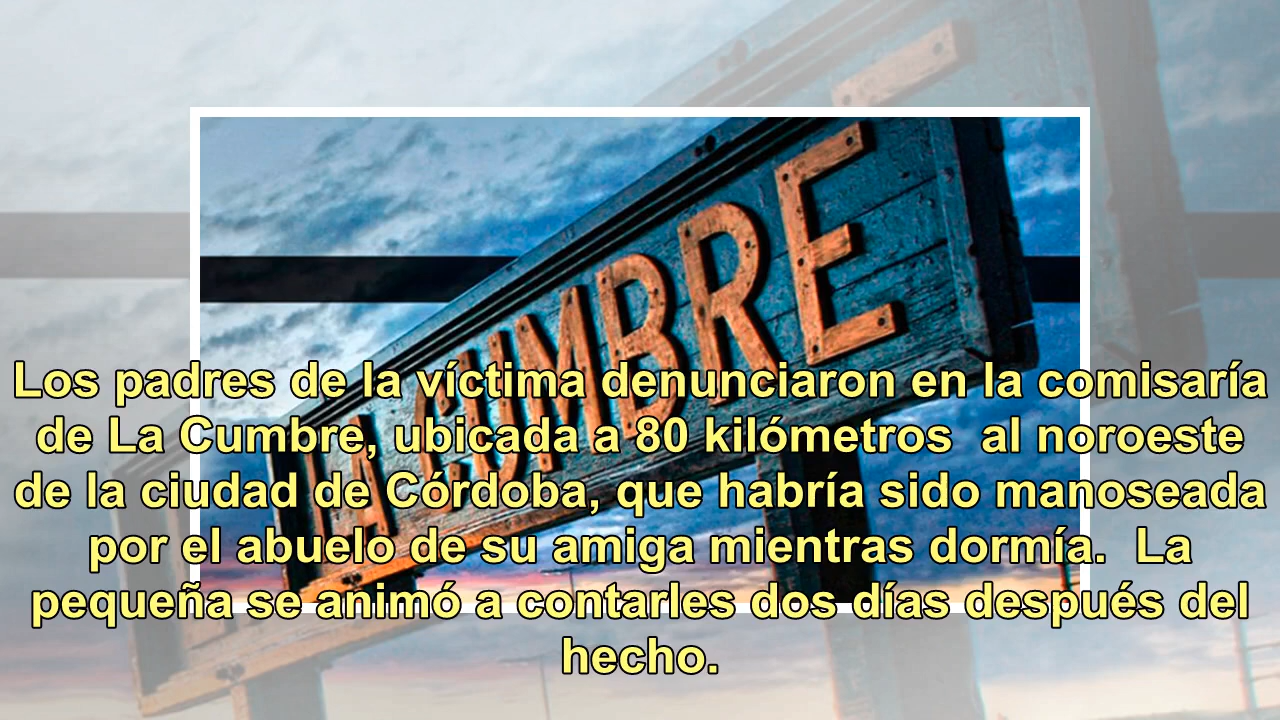 LA CUMBRE
Los padres de la víctima denunciaron en la comisaría
de La Cumbre, ubicada a 80 kilómetros  al noroeste
de la ciudad de Córdoba, que habría sido manoseada
por el abuelo de su amiga mientras dormía.  La
pequeña se animó a contarles dos días después del
hecho.